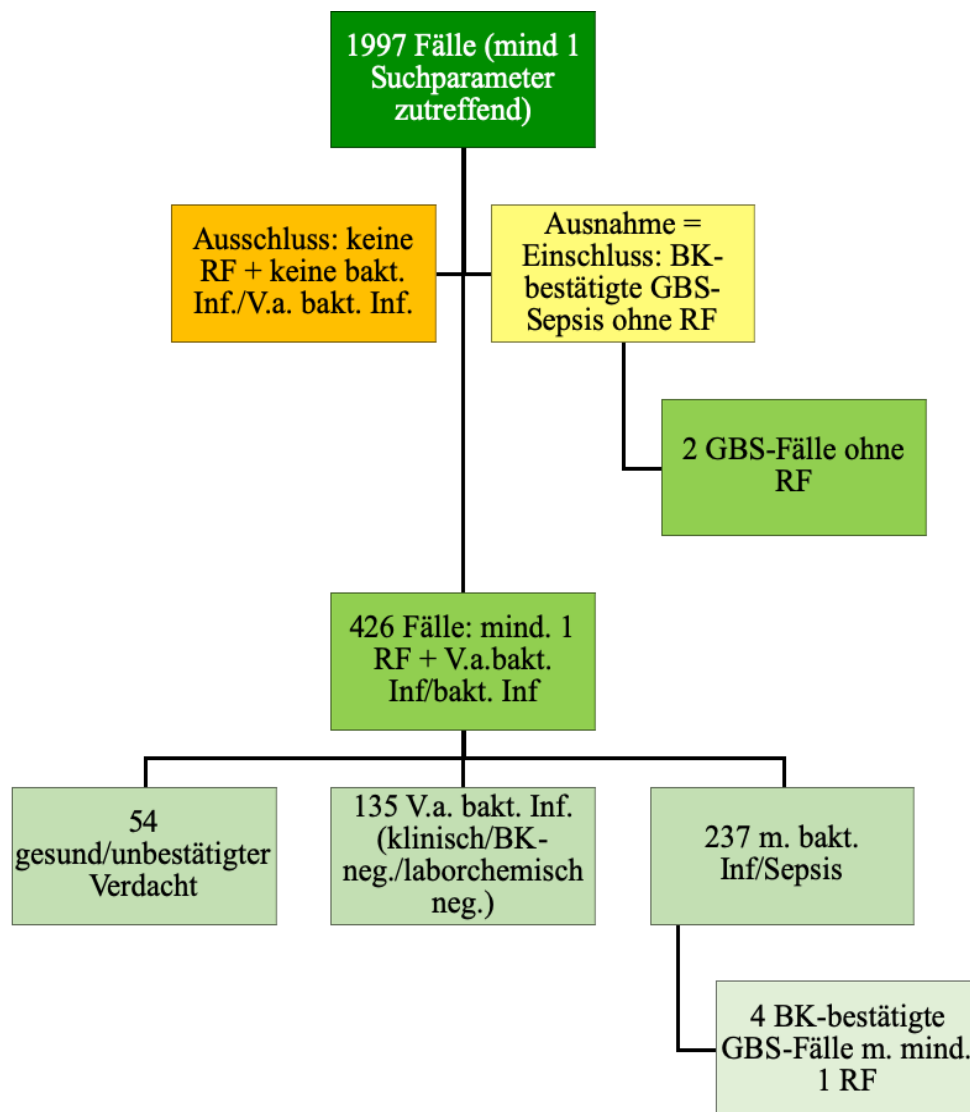 1997 Fälle (mind 1
Suchparameter
zutreffend)
Ausschluss: keine
RF + keine bakt.
Inf./V.a. bakt. Inf.
Ausnahme =
Einschluss: BK-
bestätigte GBS-
Sepsis ohne RF
2 GBS-Fälle ohne
RF
426 Fälle: mind. 1
RF + V.a.bakt.
Inf/bakt. Inf
54
gesund/unbestätigter
Verdacht
135 V.a. bakt. Inf.
(klinisch/BK-
neg./laborchemisch
neg.)
237 m. bakt.
Inf/Sepsis
4 BK-bestätigte
GBS-Fälle m. mind.
1 RF